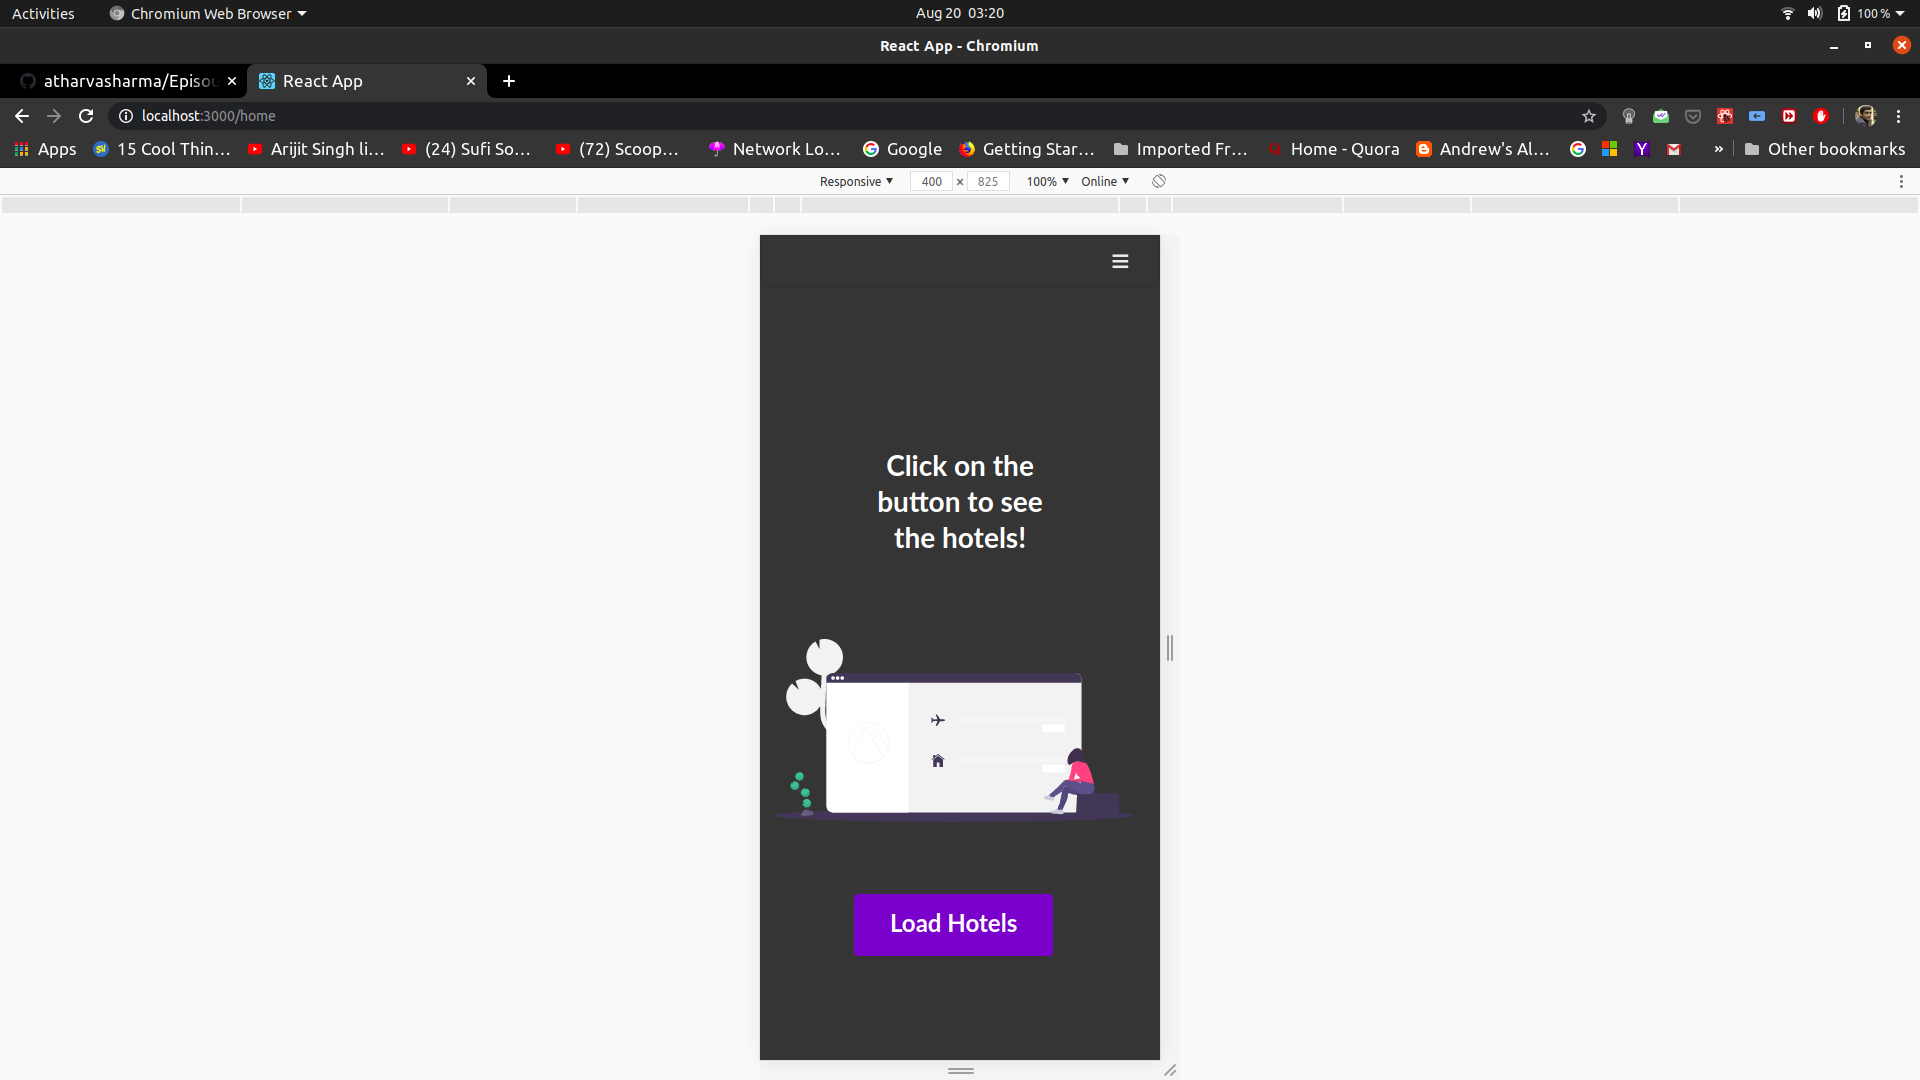 Activities Chromium Web Browser Aug 20 03:20 100 %
React App - Chromium
atharvasharma/Episou React App
localhost:3000/home
Apps 15 Cool Thin... Arijit Singh li... (24) Sufi So... (72) Scoop... Network Lo... Google Getting Star... Imported Fr... Home - Quora Andrew's Al... » Other bookmarks
Responsive 400 × 825 100% Online
Click on the
button to see
the hotels!
Load Hotels